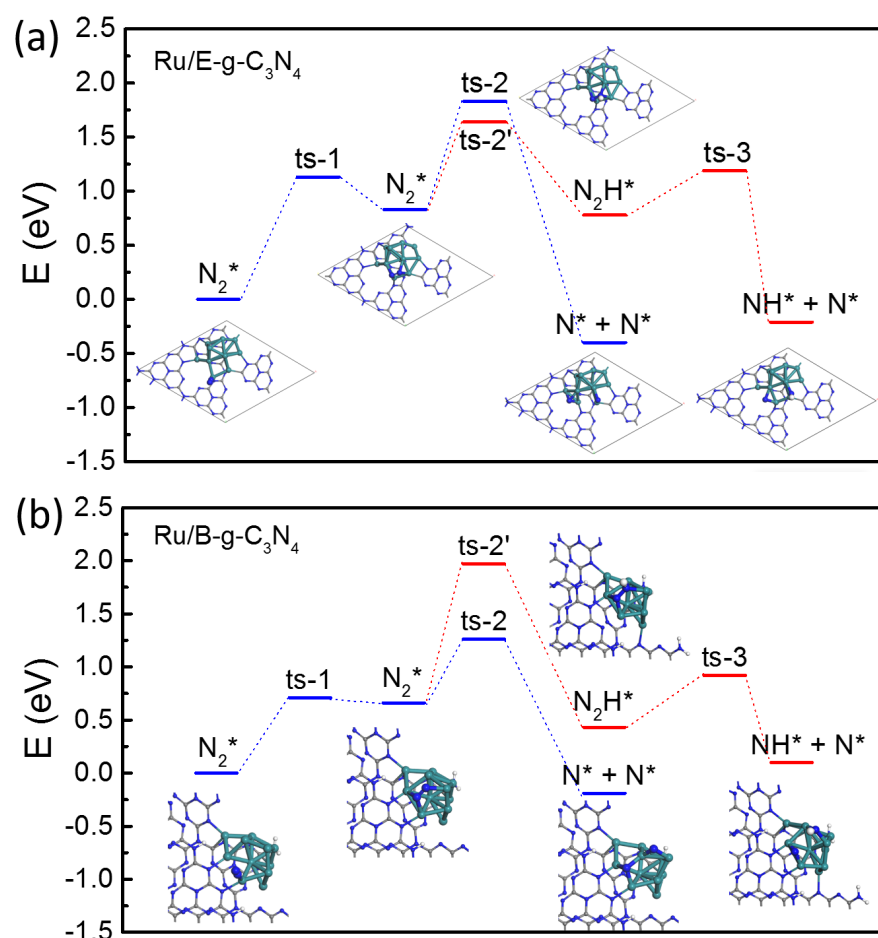 (a)
Ru/E-g-C₃N₄
E (eV)
2.5
2.0
1.5
1.0
0.5
0.0
-0.5
-1.0
-1.5
N₂*
ts-1
N₂*
ts-2
ts-2'
N₂H*
ts-3
N* + N*
NH* + N*
(b)
Ru/B-g-C₃N₄
E (eV)
2.5
2.0
1.5
1.0
0.5
0.0
-0.5
-1.0
-1.5
N₂*
ts-1
N₂*
ts-2'
ts-2
N₂H*
ts-3
N* + N*
NH* + N*